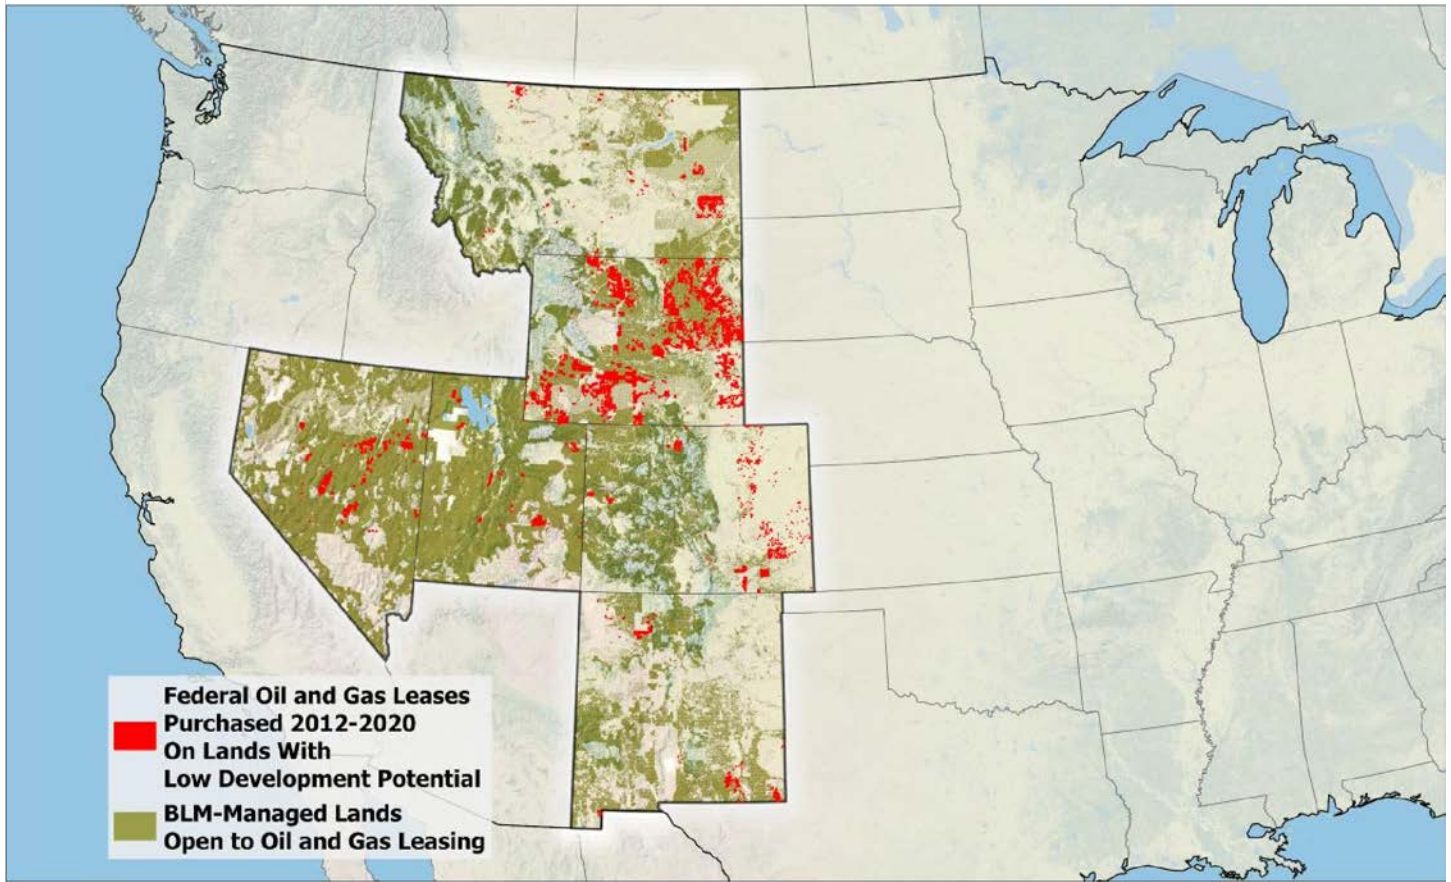 Federal Oil and Gas Leases
Purchased 2012-2020
On Lands With
Low Development Potential
BLM-Managed Lands
Open to Oil and Gas Leasing